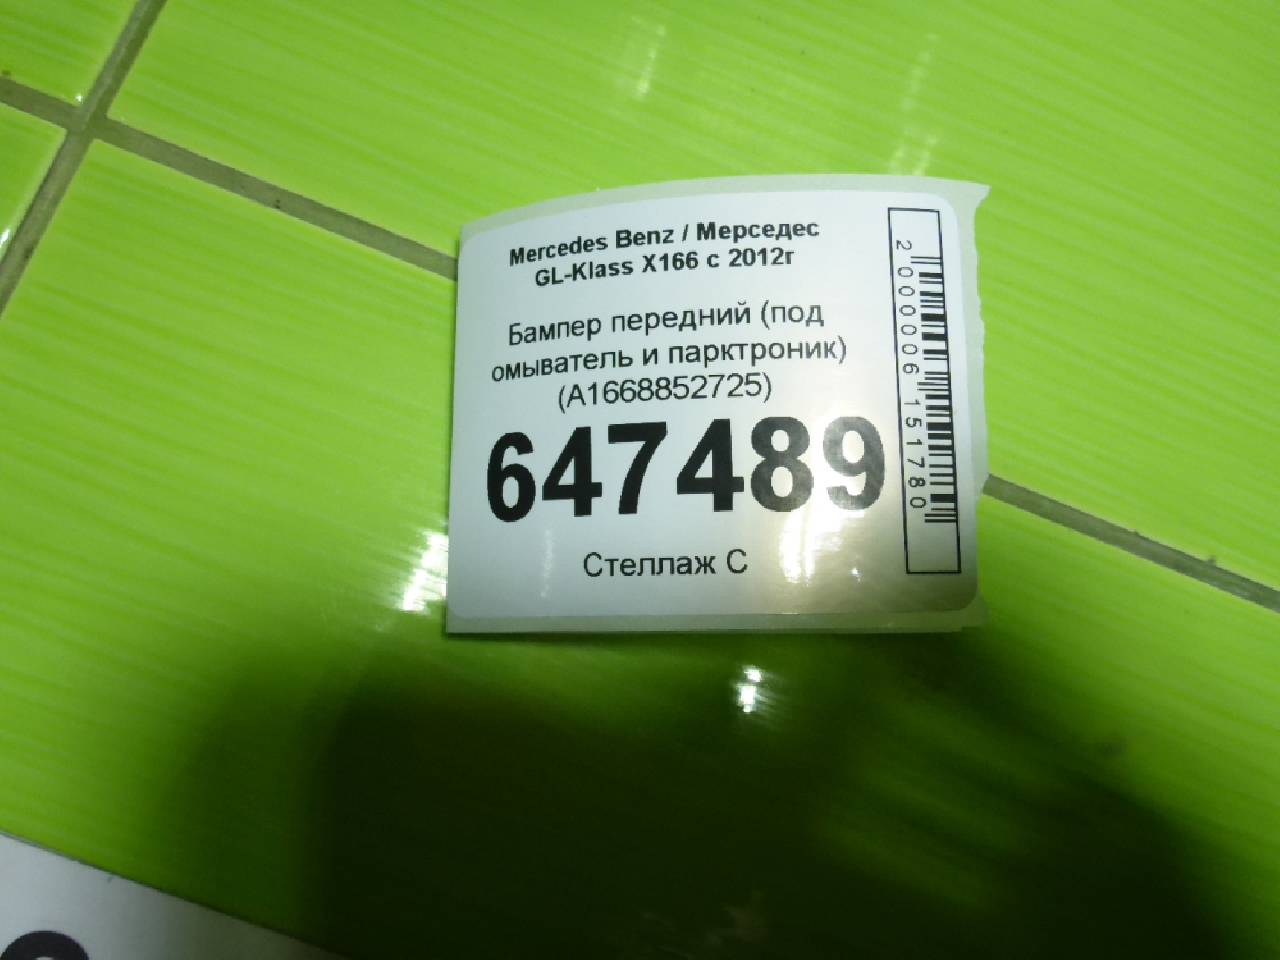 Mercedes Benz / Мерседес
GL-Klass X166 с 2012г
Бампер передний (под
омыватель и парктроник)
(A1668852725)
647489
Стеллаж С
2000006151780